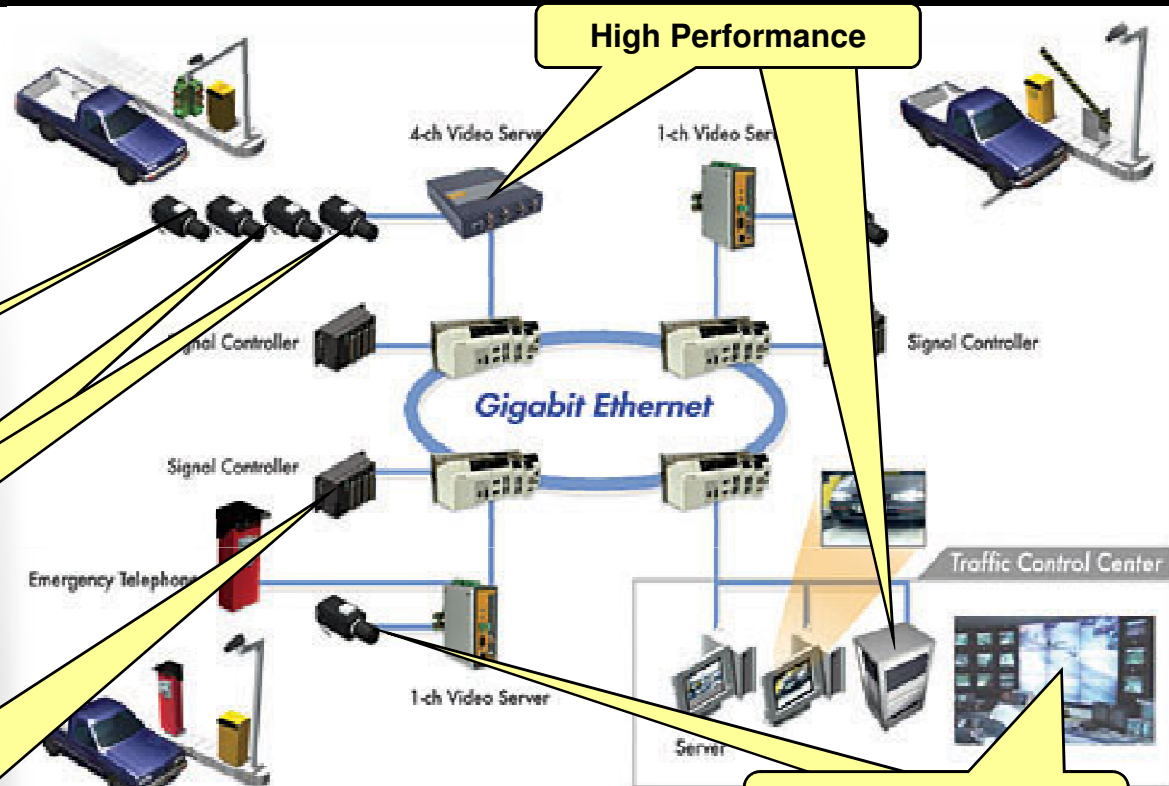 High Performance
4-ch Video Server
1-ch Video Ser
Signal Controller
Signal Controller
Gigabit Ethernet
Signal Controller
Emergency Telephone
Traffic Control Center
1-ch Video Server
Server